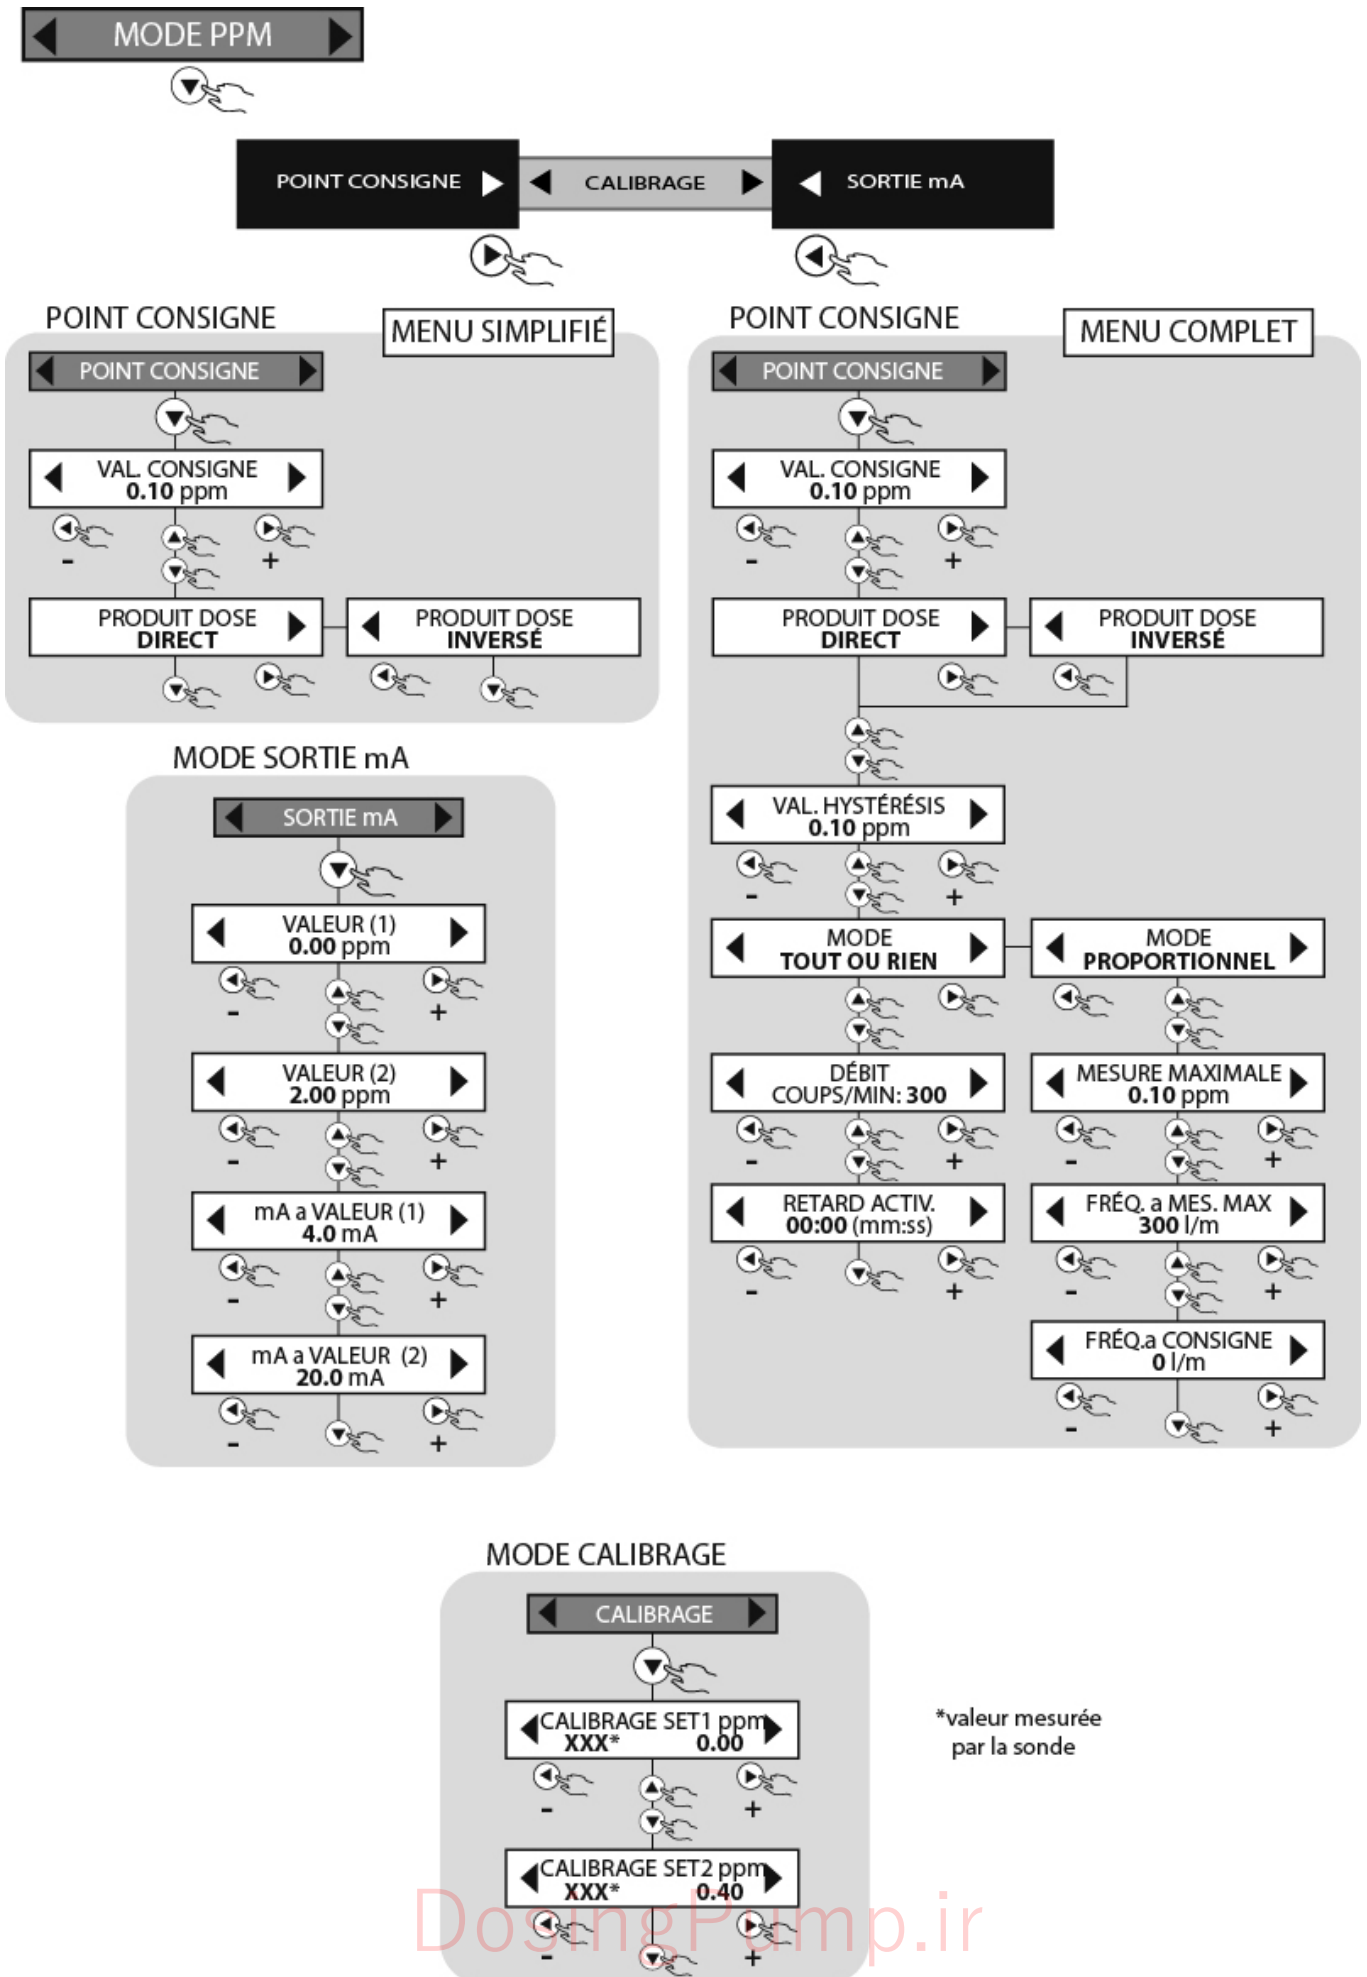 MODE PPM
POINT CONSIGNE
CALIBRAGE
SORTIE mA
POINT CONSIGNE
MENU SIMPLIFIÉ
POINT CONSIGNE
VAL. CONSIGNE
0.10 ppm
-
+
PRODUIT DOSE
DIRECT
PRODUIT DOSE
INVERSÉ
POINT CONSIGNE
MENU COMPLET
POINT CONSIGNE
VAL. CONSIGNE
0.10 ppm
-
+
PRODUIT DOSE
DIRECT
PRODUIT DOSE
INVERSÉ
VAL. HYSTÉRÉSIS
0.10 ppm
-
+
MODE
TOUT OU RIEN
MODE
PROPORTIONNEL
DÉBIT
COUPS/MIN: 300
-
+
MESURE MAXIMALE
0.10 ppm
-
+
RETARD ACTIV.
00:00 (mm:ss)
-
+
FRÉQ. a MES. MAX
300 l/m
-
+
FRÉQ.a CONSIGNE
0 l/m
-
+
MODE SORTIE mA
SORTIE mA
VALEUR (1)
0.00 ppm
-
+
VALEUR (2)
2.00 ppm
-
+
mA a VALEUR (1)
4.0 mA
-
+
mA a VALEUR (2)
20.0 mA
-
+
MODE CALIBRAGE
CALIBRAGE
CALIBRAGE SET1 ppm
XXX* 0.00
-
+
*valeur mesurée
par la sonde
CALIBRAGE SET2 ppm
XXX* 0.40
-
+
DosingPump.ir